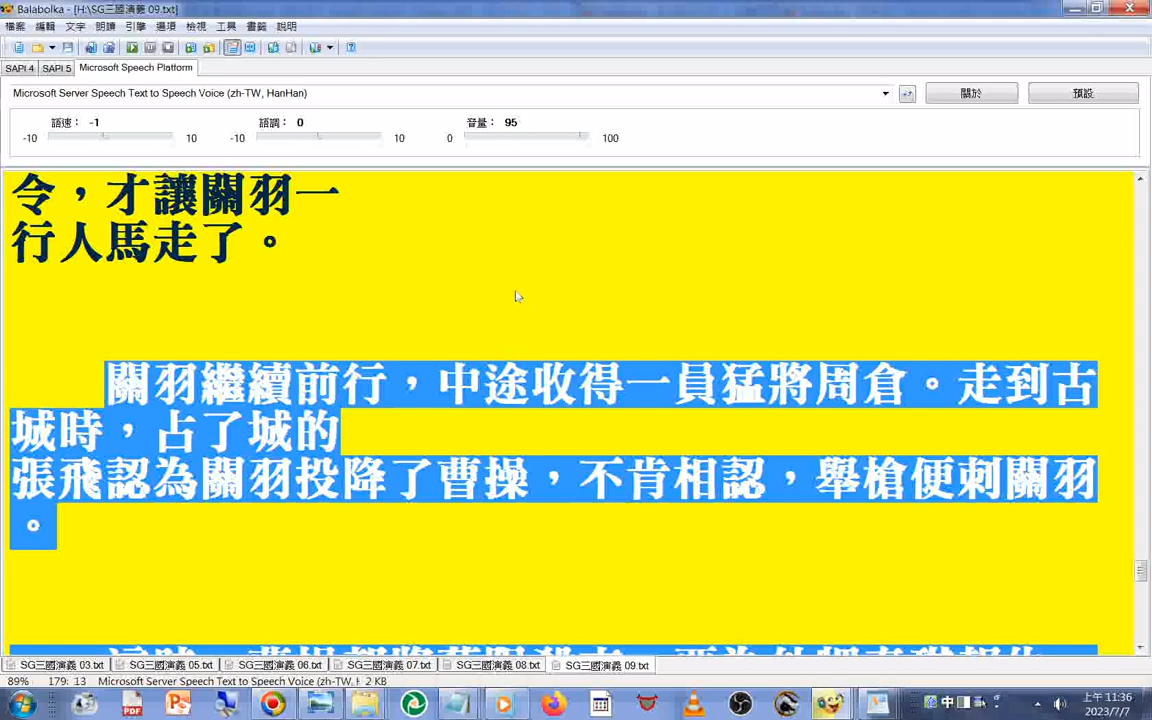 Balabolka - [H:\SG三國演義 09.txt]
檔案 編輯 文字 朗讀 引擎 選項 檢視 工具 書籤 說明
SAPI 4 SAPI 5 Microsoft Speech Platform
Microsoft Server Speech Text to Speech Voice (zh-TW, HanHan) 關於 預設
語速： -1 語調： 0 音量： 95
-10 10 -10 10 0 100
令，才讓關羽一
行人馬走了。
關羽繼續前行，中途收得一員猛將周倉。走到古
城時，占了城的
張飛認為關羽投降了曹操，不肯相認，舉槍便刺關羽
。
SG三國演義 03.txt SG三國演義 05.txt SG三國演義 06.txt SG三國演義 07.txt SG三國演義 08.txt SG三國演義 09.txt
89% 179: 13 Microsoft Server Speech Text to Speech Voice (zh-TW, H 2 KB
中 上午 11:36
2023/7/7